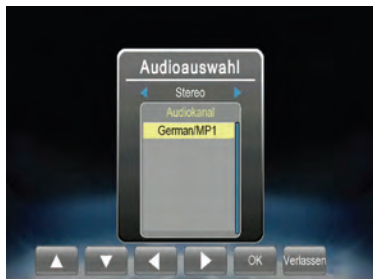 Audioauswahl
Stereo
Audiokanal
German/MP1
OK Verlassen